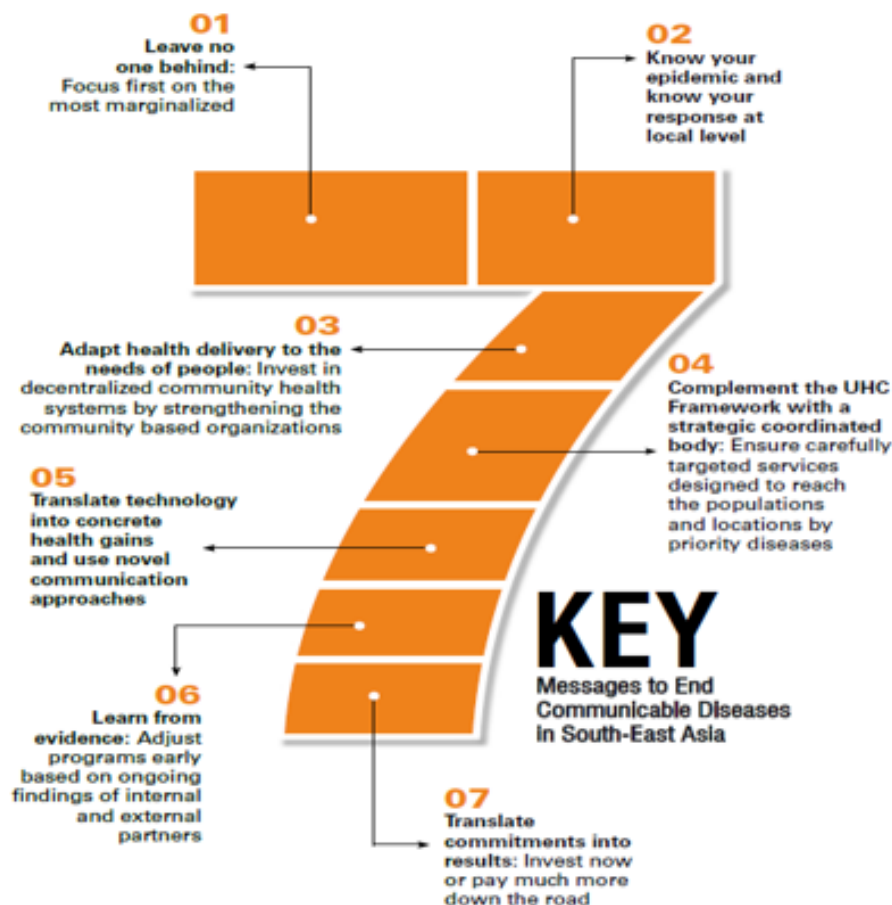 01
Leave no
one behind:
Focus first on the
most marginalized
02
Know your
epidemic and
know your
response at
local level
03
Adapt health delivery to the
needs of people: Invest in
decentralized community health
systems by strengthening the
community based organizations
04
Complement the UHC
Framework with a
strategic coordinated
body: Ensure carefully
targeted services
designed to reach
the populations
and locations by
priority diseases
05
Translate technology
into concrete
health gains
and use novel
communication
approaches
06
Learn from
evidence: Adjust
programs early
based on ongoing
findings of internal
and external
partners
07
Translate
commitments into
results: Invest now
or pay much more
down the road
KEY
Messages to End
Communicable Diseases
in South-East Asia